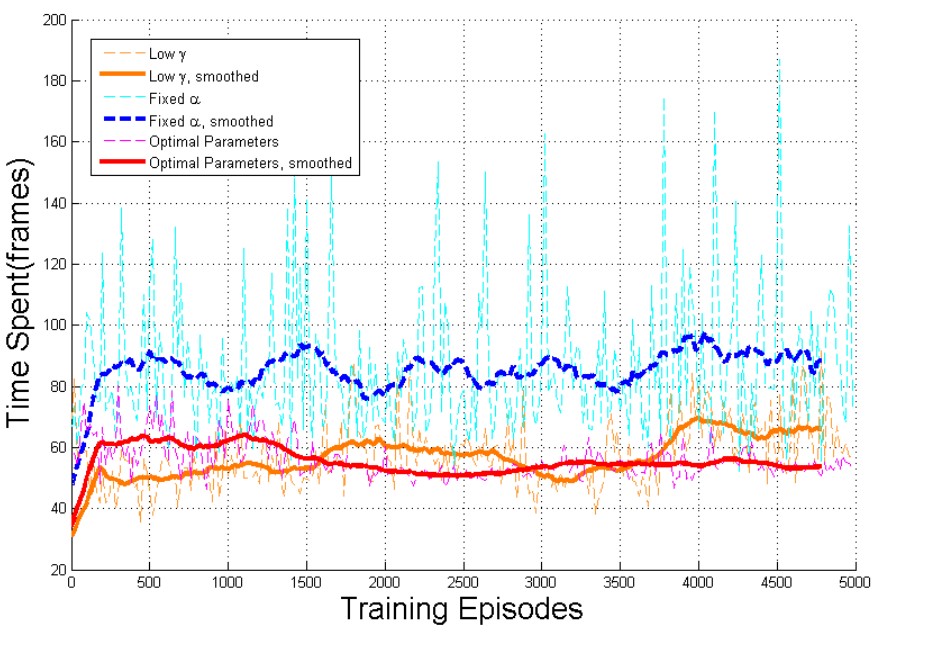 200
180
160
140
120
100
80
60
40
20
Time Spent(frames)
Low γ
Low γ, smoothed
Fixed α
Fixed α, smoothed
Optimal Parameters
Optimal Parameters, smoothed
0 500 1000 1500 2000 2500 3000 3500 4000 4500 5000
Training Episodes